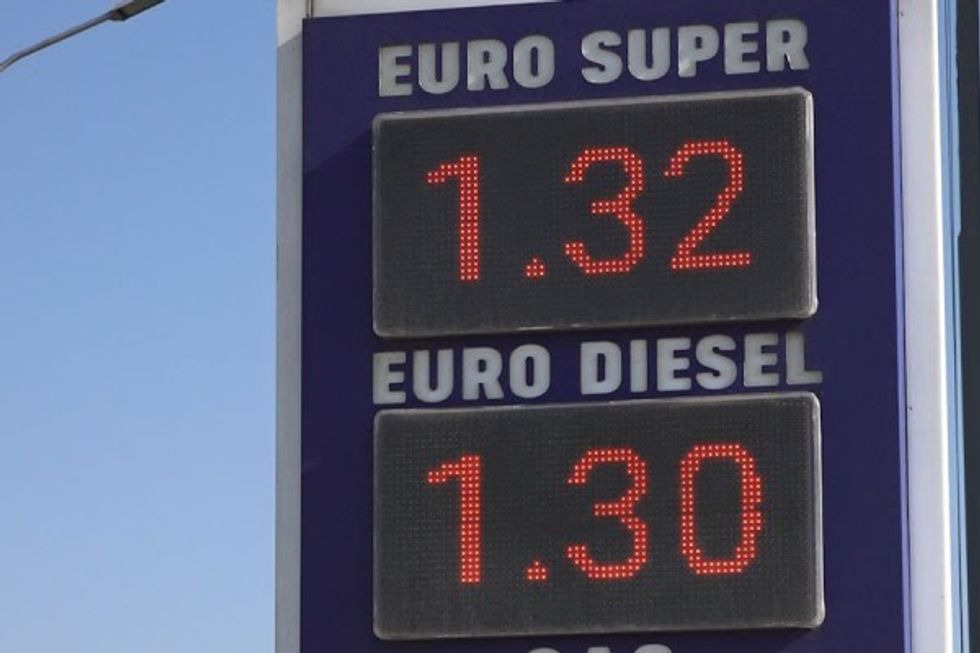 EURO SUPER
1.32
EURO DIESEL
1.30